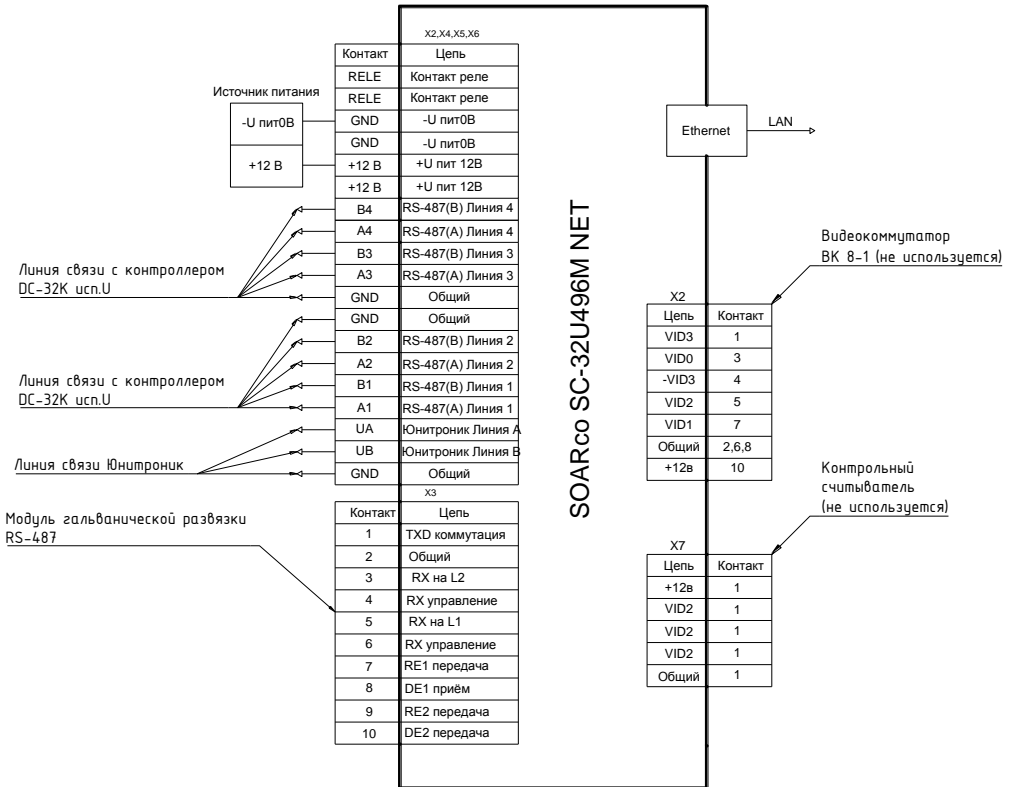 X2,X4,X5,X6
Контакт Цепь
RELE Контакт реле
RELE Контакт реле
GND -U пит0В
GND -U пит0В
+12 В +U пит 12В
+12 В +U пит 12В
B4 RS-487(B) Линия 4
A4 RS-487(A) Линия 4
B3 RS-487(B) Линия 3
A3 RS-487(A) Линия 3
GND Общий
GND Общий
B2 RS-487(B) Линия 2
A2 RS-487(A) Линия 2
B1 RS-487(B) Линия 1
A1 RS-487(A) Линия 1
UA Юнитроник Линия A
UB Юнитроник Линия B
GND Общий
Источник питания
-U пит0В
+12 В
Линия связи с контроллером
DC-32К исп.U
Линия связи с контроллером
DC-32К исп.U
Линия связи Юнитроник
Модуль гальванической развязки
RS-487
X3
Контакт Цепь
1 TXD коммутация
2 Общий
3 RX на L2
4 RX управление
5 RX на L1
6 RX управление
7 RE1 передача
8 DE1 приём
9 RE2 передача
10 DE2 передача
SOARco SC-32U496M NET
Ethernet
LAN
Видеокоммутатор
ВК 8-1 (не используется)
X2
Цепь Контакт
VID3 1
VID0 3
-VID3 4
VID2 5
VID1 7
Общий 2,6,8
+12в 10
Контрольный
считыватель
(не используется)
X7
Цепь Контакт
+12в 1
VID2 1
VID2 1
VID2 1
Общий 1